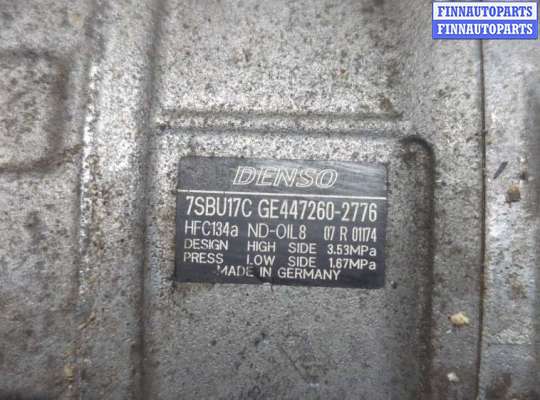 FINNAUTOPARTS
FINNAUTOPARTS
DENSO
7SBU17C GE447260-2776
HFC134a ND-OIL8 07 R 01174
DESIGN HIGH SIDE 3.53MPa
PRESS LOW SIDE 1.67MPa
MADE IN GERMANY